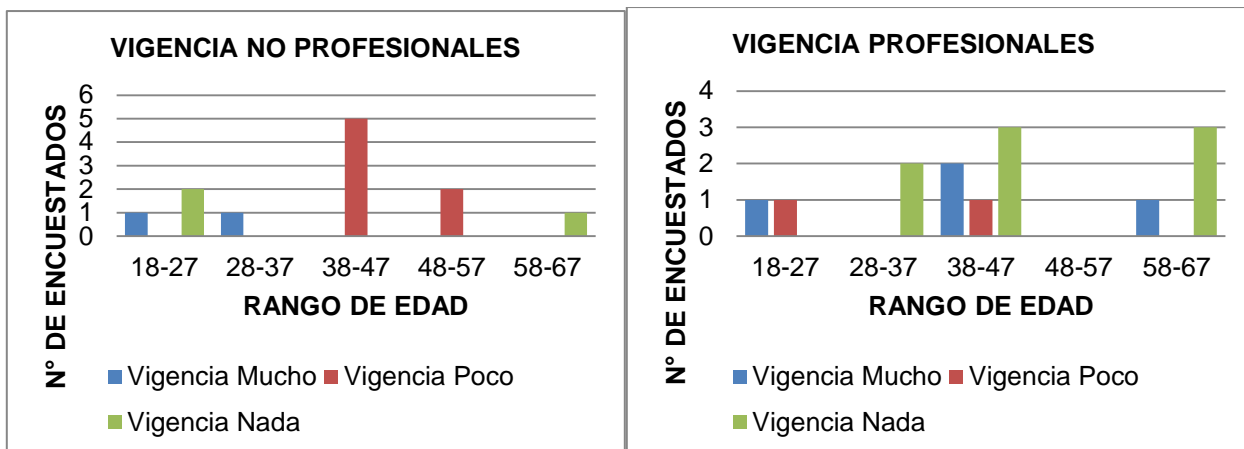 VIGENCIA NO PROFESIONALES
N° DE ENCUESTADOS
6
5
4
3
2
1
0
18-27 28-37 38-47 48-57 58-67
RANGO DE EDAD
Vigencia Mucho Vigencia Poco
Vigencia Nada
VIGENCIA PROFESIONALES
N° DE ENCUESTADOS
4
3
2
1
0
18-27 28-37 38-47 48-57 58-67
RANGO DE EDAD
Vigencia Mucho Vigencia Poco
Vigencia Nada